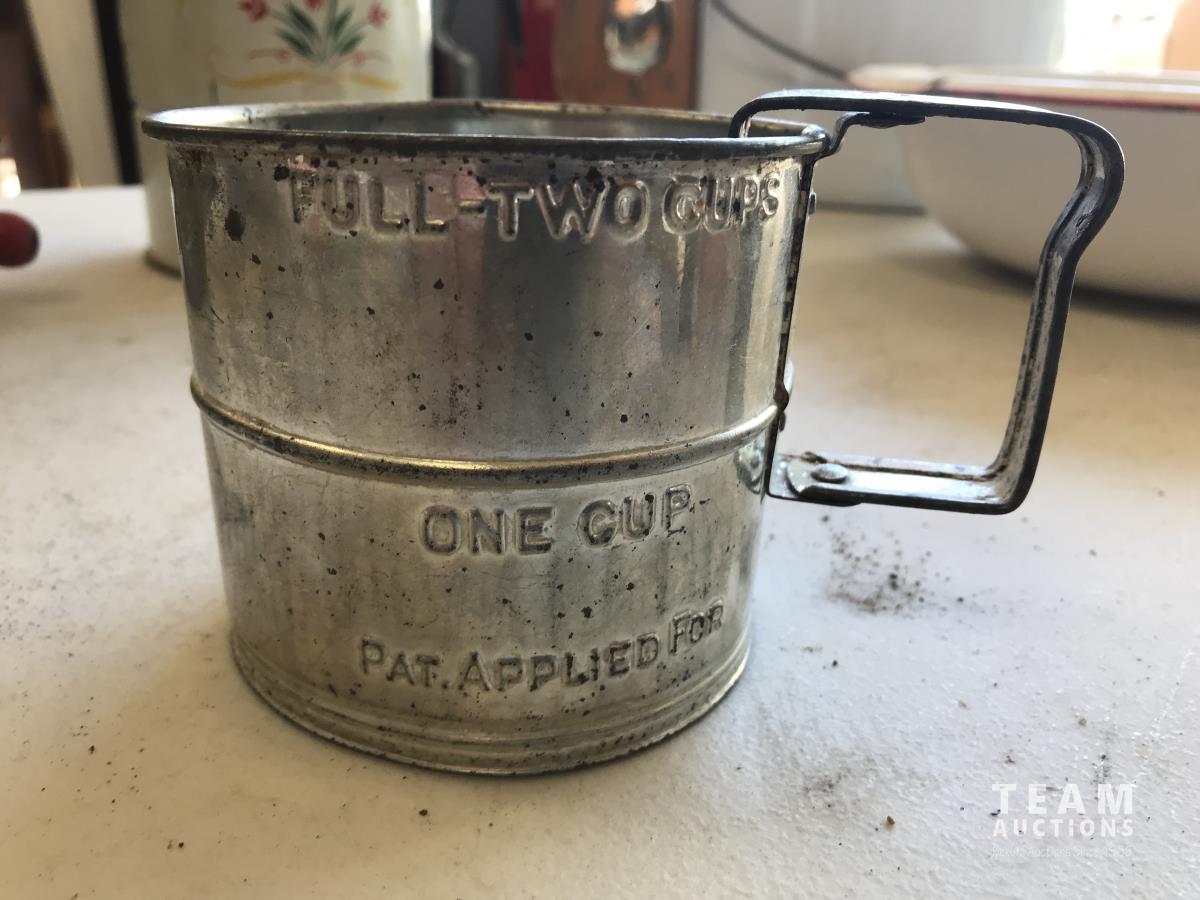 FULL-TWO CUPS
ONE CUP
PAT. APPLIED FOR
TEAM
AUCTIONS